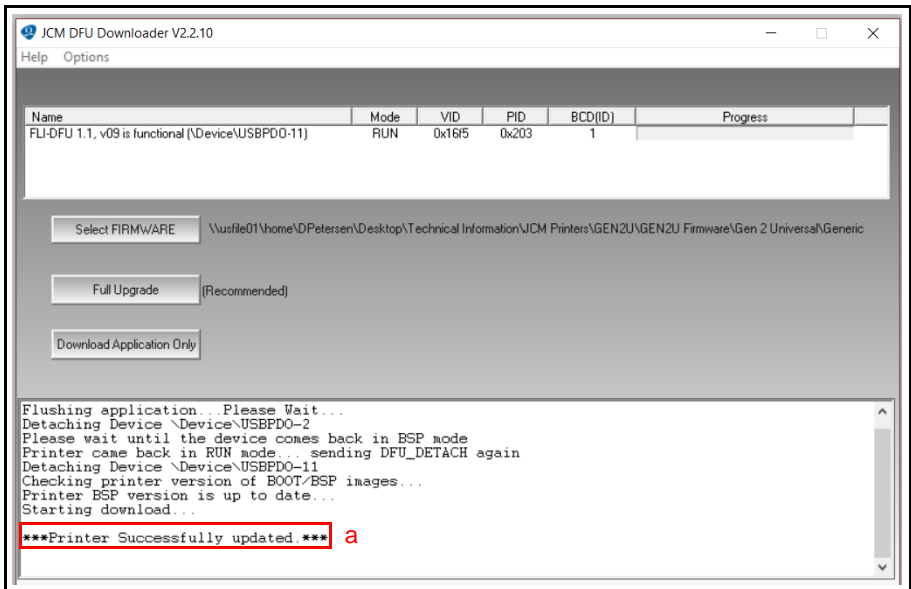 JCM DFU Downloader V2.2.10
Help Options
Name Mode VID PID BCD(ID) Progress
FLI-DFU 1.1, v09 is functional (\Device\USBPDO-11) RUN 0x16f5 0x203 1
Select FIRMWARE \\usfile01\home\DPetersen\Desktop\Technical Information\JCM Printers\GEN2U\GEN2U Firmware\Gen 2 Universal\Generic
Full Upgrade (Recommended)
Download Application Only
Flushing application...Please Wait...
Detaching Device \Device\USBPDO-2
Please wait until the device comes back in BSP mode
Printer came back in RUN mode... sending DFU_DETACH again
Detaching Device \Device\USBPDO-11
Checking printer version of BOOT/BSP images...
Printer BSP version is up to date...
Starting download...
***Printer Successfully updated.*** a